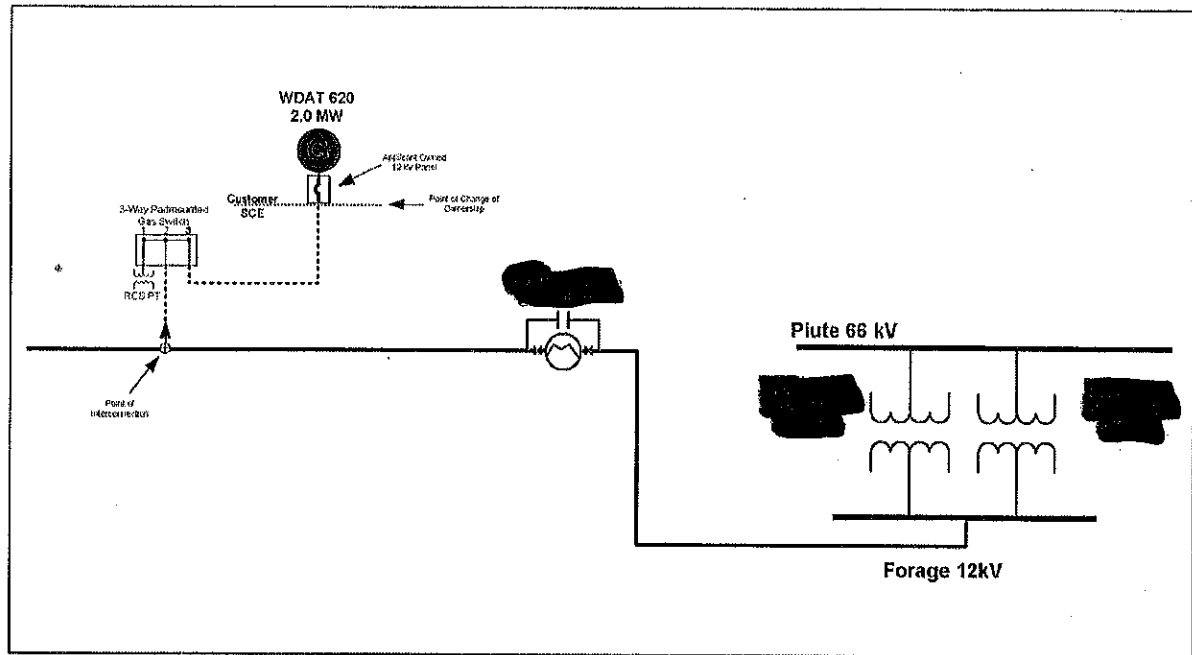 WDAT 620
2.0 MW
G
Applicant Owned
12 kV Panel
Customer
SCE
Point of Change of
Ownership
3-Way Padmounted
Gas Switch
1 2 3
RCS PT
Point of
Interconnection
Piute 66 kV
Forage 12kV